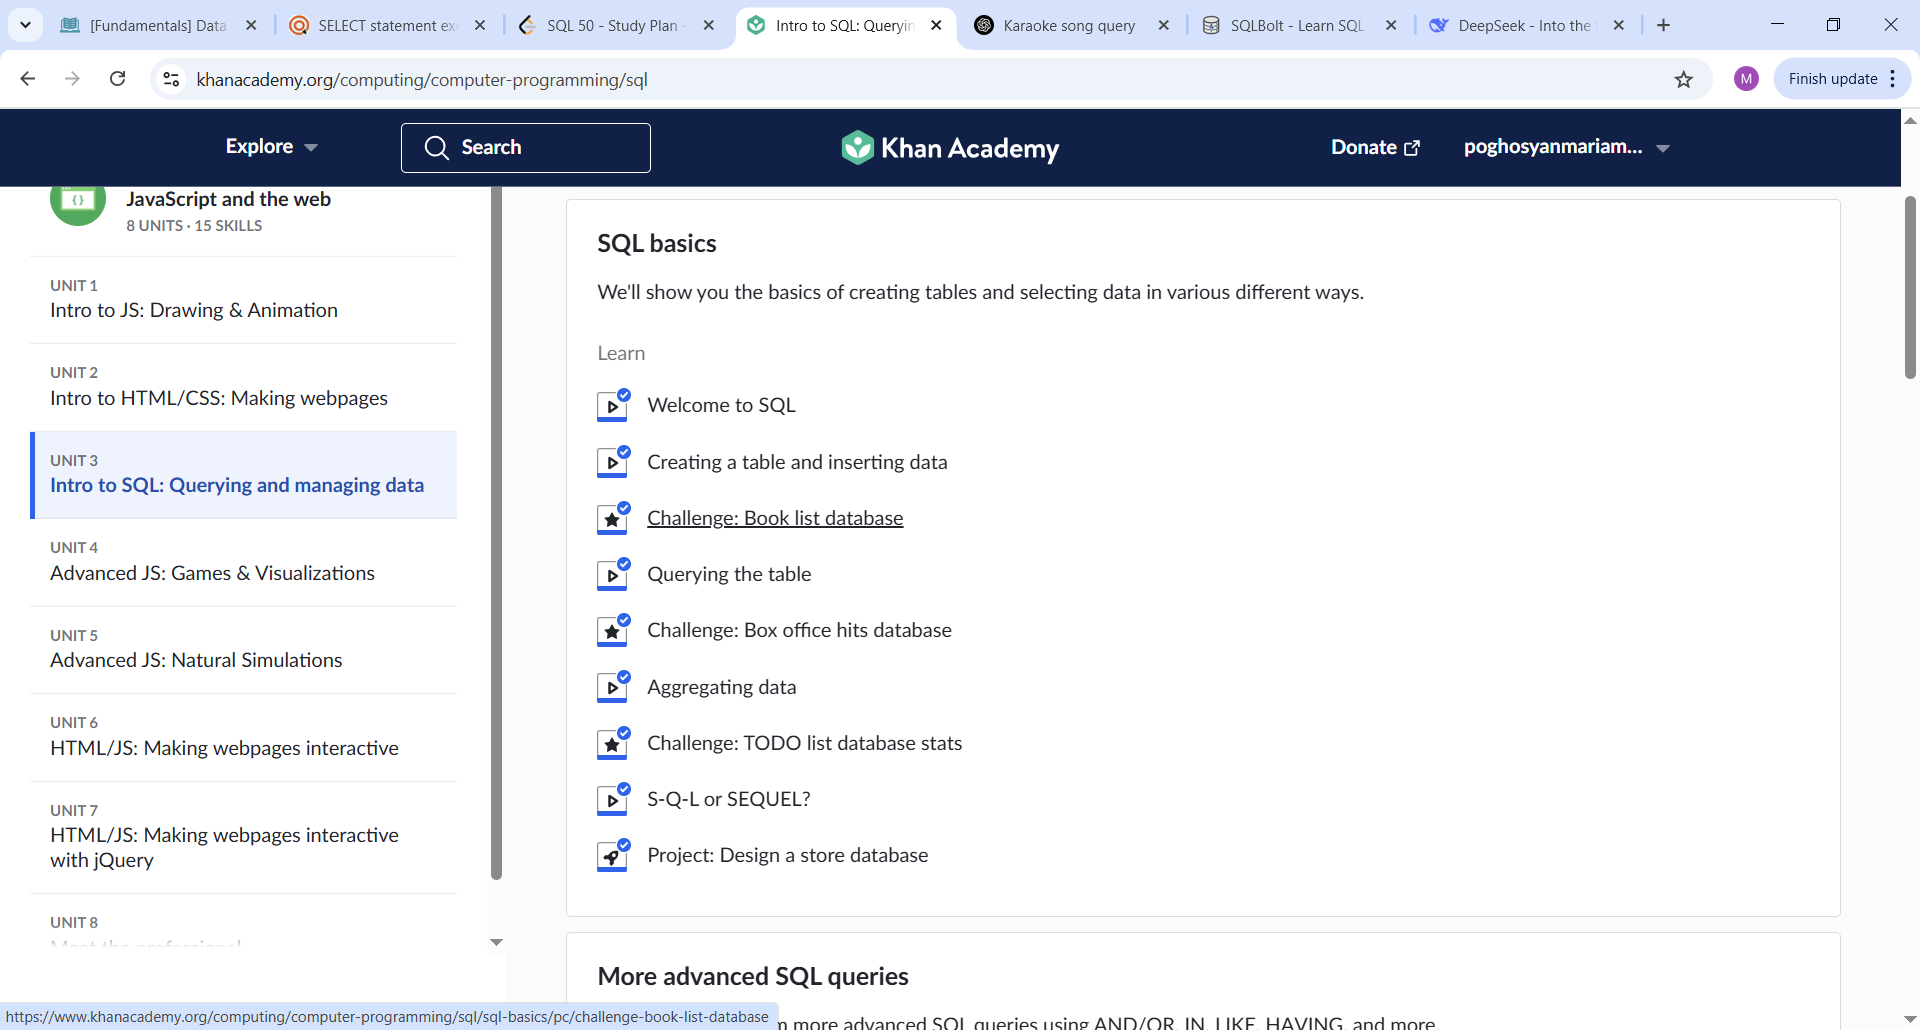 [Fundamentals] Data
SELECT statement exe
SQL 50 - Study Plan -
Intro to SQL: Queryin
Karaoke song query
SQLBolt - Learn SQL
DeepSeek - Into the
khanacademy.org/computing/computer-programming/sql
M
Finish update
Explore
Search
Khan Academy
Donate
poghosyanmariam...
JavaScript and the web
8 UNITS · 15 SKILLS
UNIT 1
Intro to JS: Drawing & Animation
UNIT 2
Intro to HTML/CSS: Making webpages
UNIT 3
Intro to SQL: Querying and managing data
UNIT 4
Advanced JS: Games & Visualizations
UNIT 5
Advanced JS: Natural Simulations
UNIT 6
HTML/JS: Making webpages interactive
UNIT 7
HTML/JS: Making webpages interactive
with jQuery
UNIT 8
Meet the professional
SQL basics
We'll show you the basics of creating tables and selecting data in various different ways.
Learn
Welcome to SQL
Creating a table and inserting data
Challenge: Book list database
Querying the table
Challenge: Box office hits database
Aggregating data
Challenge: TODO list database stats
S-Q-L or SEQUEL?
Project: Design a store database
More advanced SQL queries
more advanced SQL queries using AND/OR, IN, LIKE, HAVING, and more.
https://www.khanacademy.org/computing/computer-programming/sql/sql-basics/pc/challenge-book-list-database